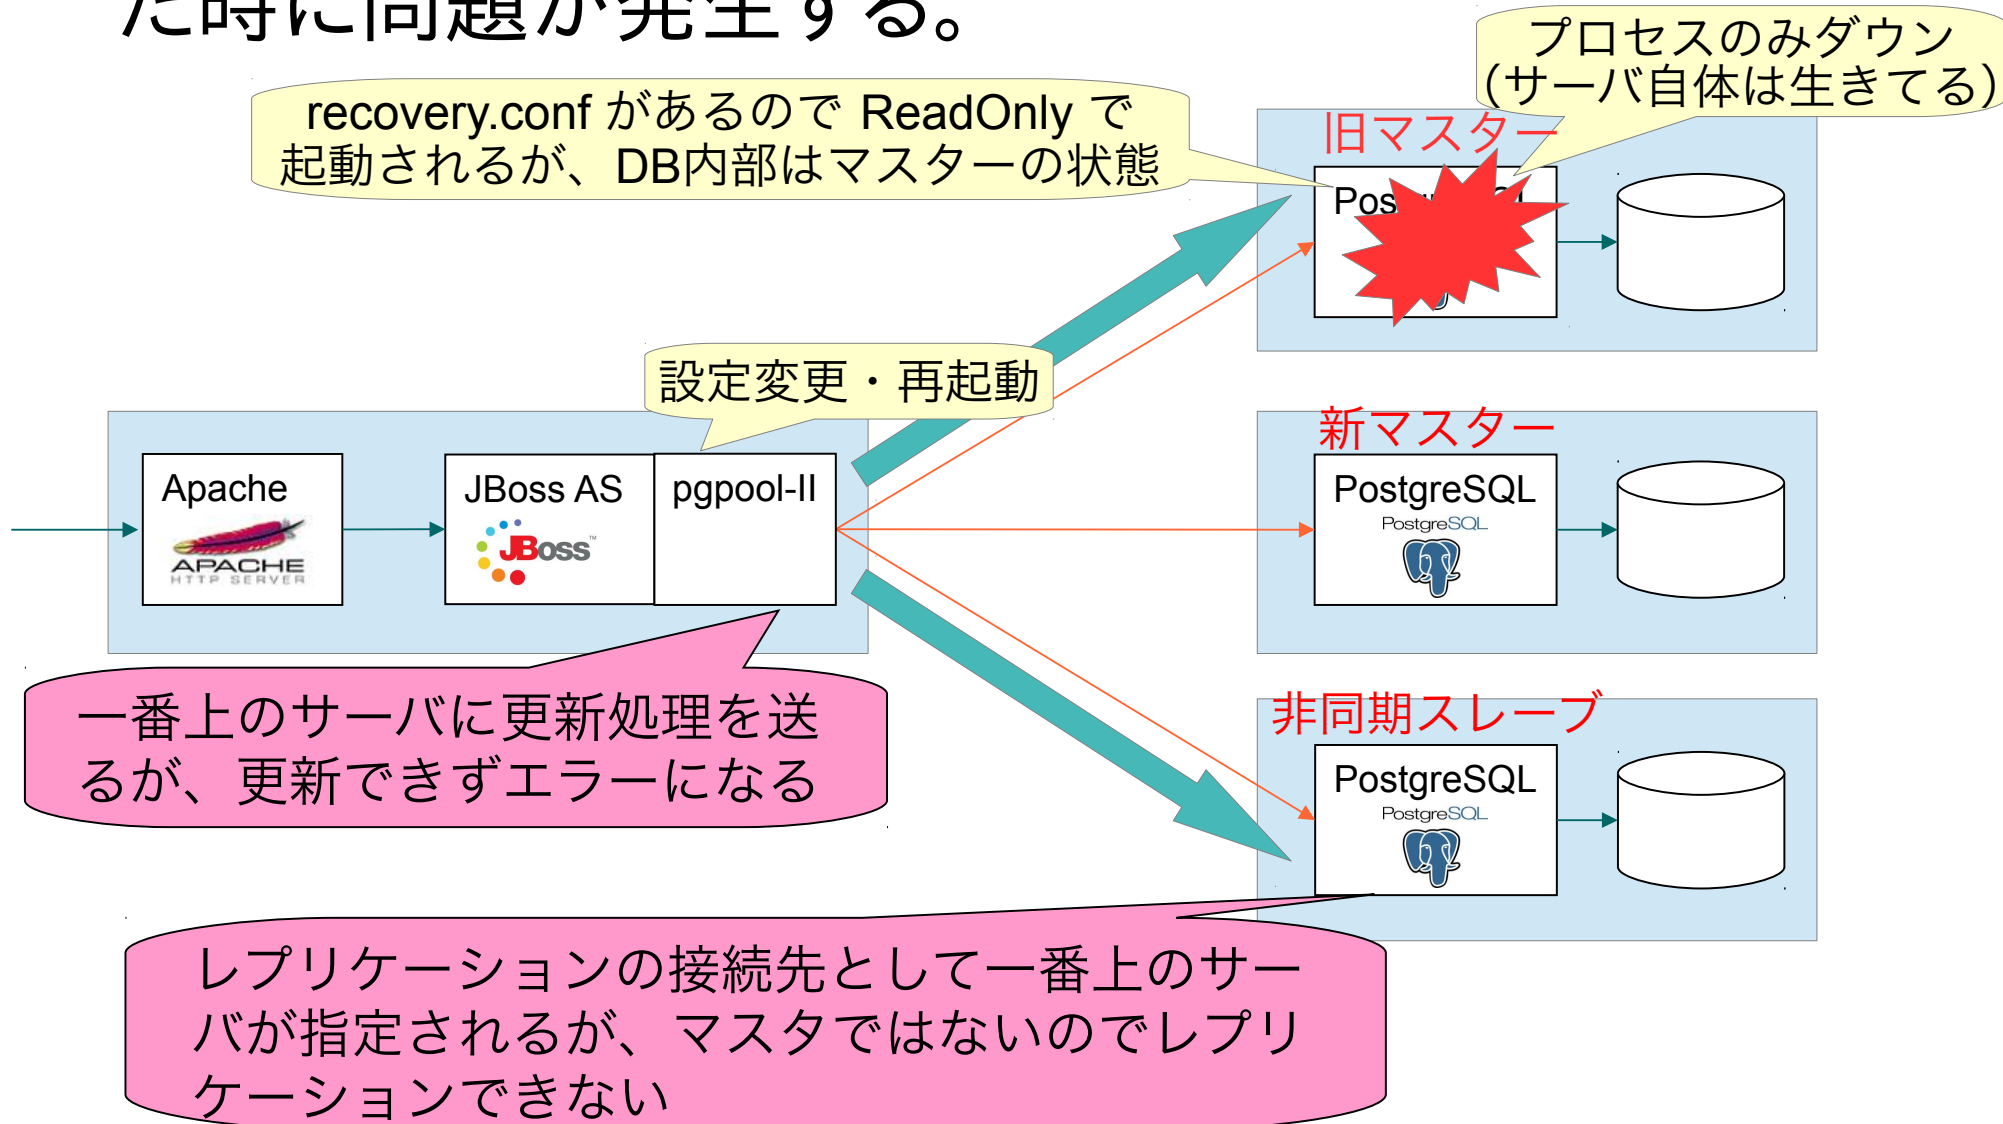 た時に問題が発生する。
プロセスのみダウン
(サーバ自体は生きてる)
recovery.conf があるので ReadOnly で
起動されるが、DB内部はマスターの状態
旧マスター
設定変更・再起動
新マスター
Apache
APACHE
HTTP SERVER
JBoss AS
JBoss™
pgpool-II
PostgreSQL
PostgreSQL
一番上のサーバに更新処理を送
るが、更新できずエラーになる
非同期スレーブ
PostgreSQL
PostgreSQL
レプリケーションの接続先として一番上のサー
バが指定されるが、マスタではないのでレプリ
ケーションできない